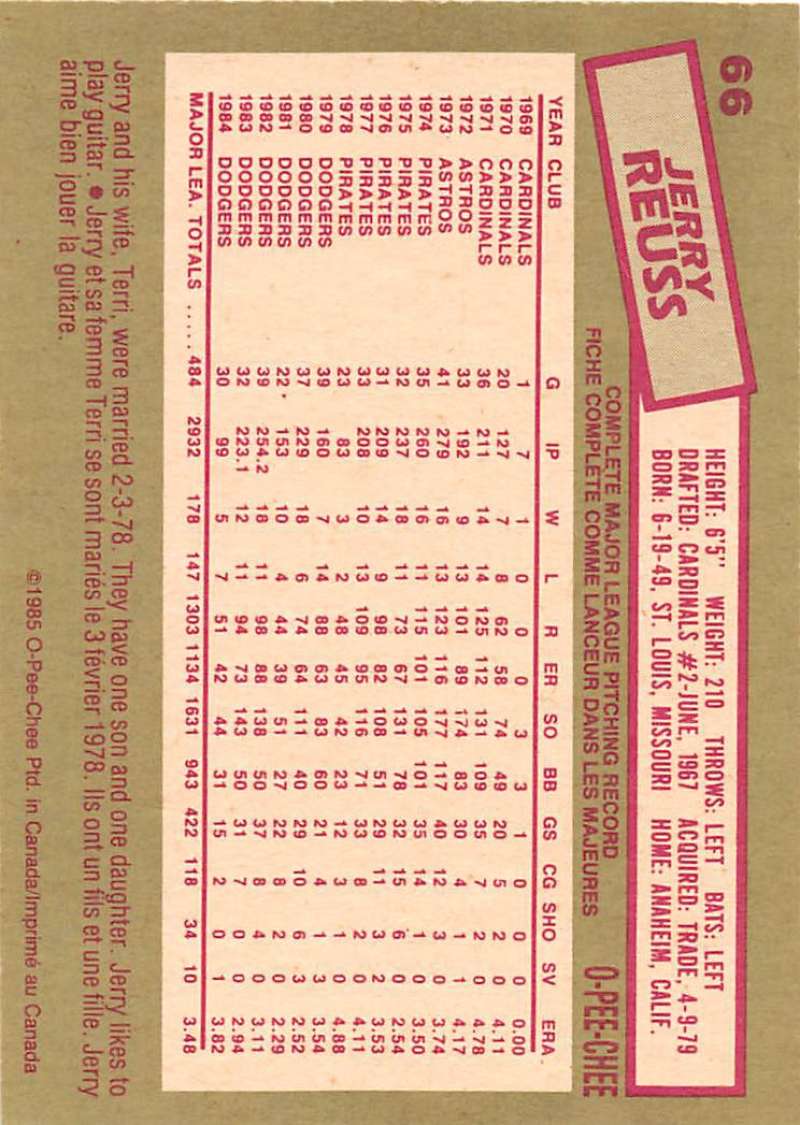 66
JERRY
REUSS
HEIGHT: 6'5" WEIGHT: 210 THROWS: LEFT BATS: LEFT
DRAFTED: CARDINALS #2-JUNE, 1967 ACQUIRED: TRADE, 4-9-79
BORN: 6-19-49, ST. LOUIS, MISSOURI HOME: ANAHEIM, CALIF.
COMPLETE MAJOR LEAGUE PITCHING RECORD
FICHE COMPLÈTE COMME LANCEUR DANS LES MAJEURES
O-PEE-CHEE
YEAR CLUB G IP W L R ER SO BB GS CG SHO SV ERA
1969 CARDINALS 1 7 1 0 0 0 3 3 1 0 0 0 0.00
1970 CARDINALS 20 127 7 8 62 58 74 49 20 5 2 0 4.11
1971 CARDINALS 36 211 14 14 125 112 131 109 35 7 2 0 4.78
1972 ASTROS 33 192 9 13 101 89 174 83 30 4 1 1 4.17
1973 ASTROS 41 279 16 13 123 116 177 117 40 12 3 0 3.74
1974 PIRATES 35 260 16 11 115 101 105 101 35 14 1 0 3.50
1975 PIRATES 32 237 18 11 73 67 131 78 32 15 6 0 2.54
1976 PIRATES 31 209 14 9 98 82 108 51 29 11 3 2 3.53
1977 PIRATES 33 208 10 13 109 95 116 71 33 8 2 0 4.11
1978 PIRATES 23 83 3 2 48 45 42 23 12 3 1 0 4.88
1979 DODGERS 39 160 7 14 88 63 83 60 21 4 1 3 3.54
1980 DODGERS 37 229 18 6 74 64 111 40 29 10 6 3 2.52
1981 DODGERS 22 153 10 4 44 39 51 27 22 8 2 0 2.29
1982 DODGERS 39 254.2 18 11 98 88 138 50 37 8 4 0 3.11
1983 DODGERS 32 223.1 12 11 94 73 143 50 31 7 0 0 2.94
1984 DODGERS 30 99 5 7 51 42 44 31 15 2 0 1 3.82
MAJOR LEA. TOTALS ..... 484 2932 178 147 1303 1134 1631 943 422 118 34 10 3.48
Jerry and his wife, Terri, were married 2-3-78. They have one son and one daughter. Jerry likes to
play guitar. ● Jerry et sa femme Terri se sont mariés le 3 février 1978. Ils ont un fils et une fille. Jerry
aime bien jouer la guitare.
©1985 O-Pee-Chee Ptd. in Canada/Imprimé au Canada